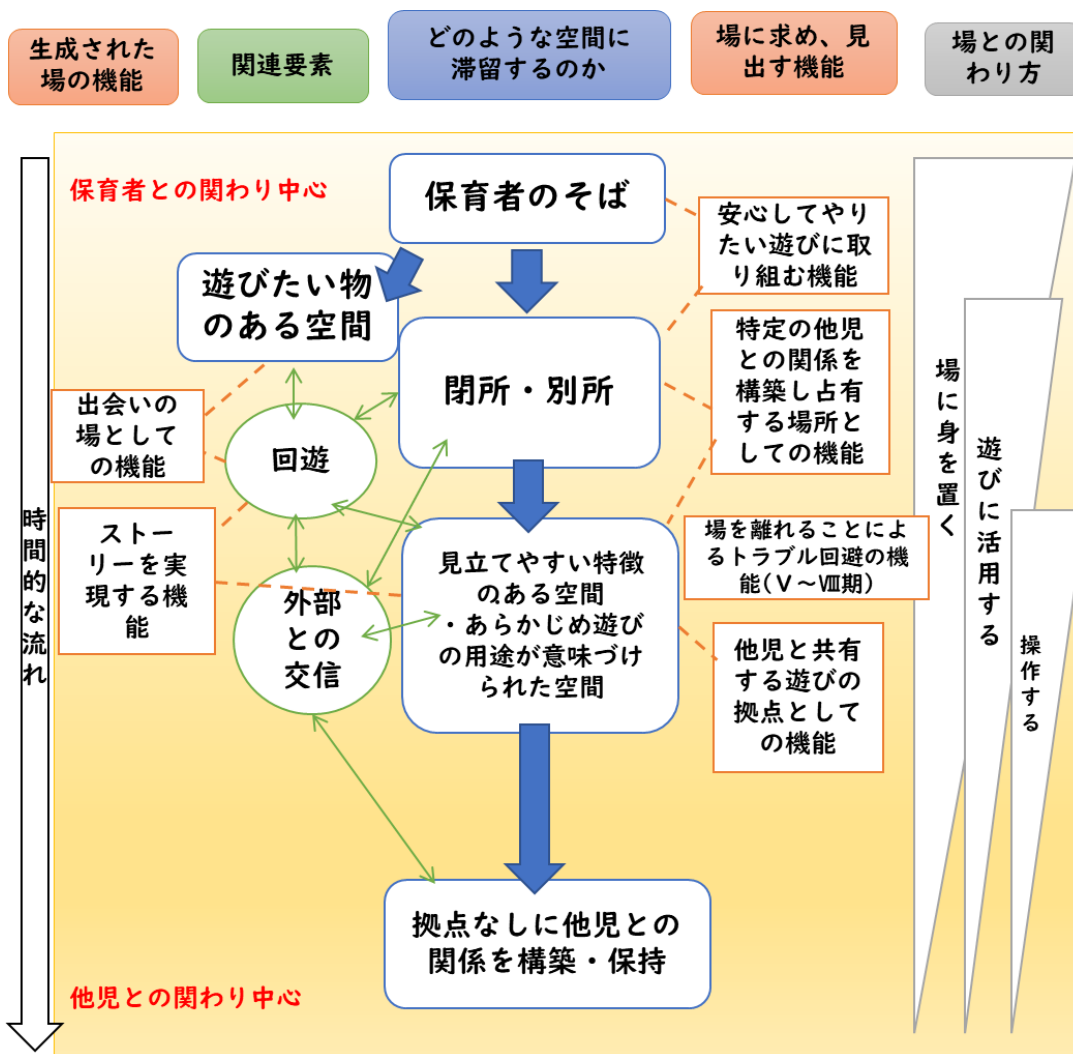 生成された
場の機能
関連要素
どのような空間に
滞留するのか
場に求め、見
出す機能
場との関
わり方
保育者との関わり中心
保育者のそば
安心してやり
たい遊びに取
り組む機能
遊びたい物
のある空間
閉所・別所
特定の他児
との関係を
構築し占有
する場所と
しての機能
出会いの
場として
の機能
回遊
場に身を置く
遊びに活用する
操作する
時間的な流れ
ストー
リーを実
現する機
能
見立てやすい特徴
のある空間
・あらかじめ遊び
の用途が意味づけ
られた空間
場を離れることによ
るトラブル回避の機
能(Ⅴ～Ⅷ期)
外部
との
交信
他児と共有
する遊びの
拠点として
の機能
拠点なしに他児との
関係を構築・保持
他児との関わり中心